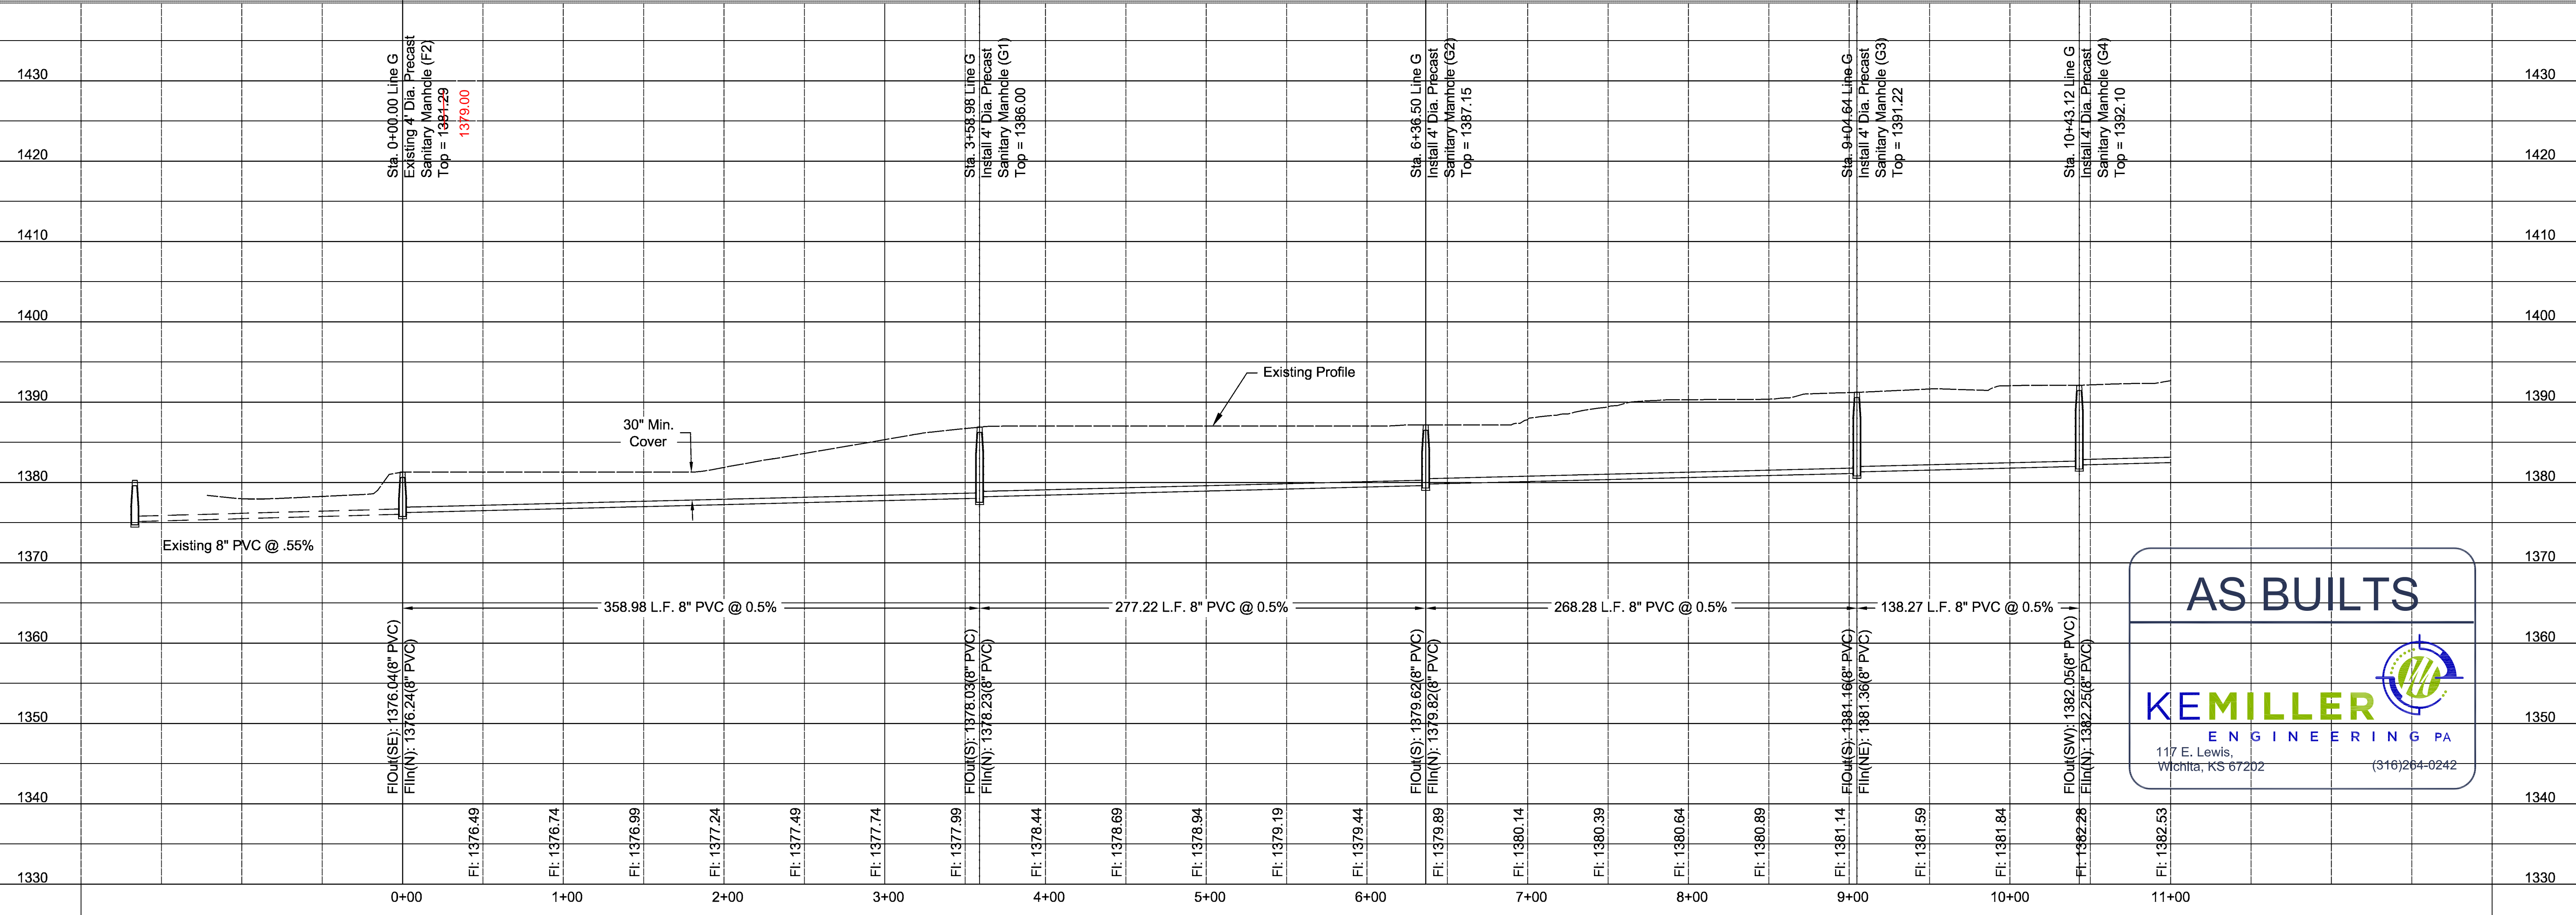 Sta. 0+00.00 Line G
Existing 4' Dia. Precast
Sanitary Manhole (F2)
Top = 1381.29
1379.00
Sta. 3+58.98 Line G
Install 4' Dia. Precast
Sanitary Manhole (G1)
Top = 1386.00
Sta. 6+36.50 Line G
Install 4' Dia. Precast
Sanitary Manhole (G2)
Top = 1387.15
Sta. 9+04.64 Line G
Install 4' Dia. Precast
Sanitary Manhole (G3)
Top = 1391.22
Sta. 10+43.12 Line G
Install 4' Dia. Precast
Sanitary Manhole (G4)
Top = 1392.10
1430 1430
1420 1420
1410 1410
1400 1400
1390 1390
1380 1380
1370 1370
1360 1360
1350 1350
1340 1340
1330 1330
Existing Profile
30" Min.
Cover
Existing 8" PVC @ .55%
358.98 L.F. 8" PVC @ 0.5%
277.22 L.F. 8" PVC @ 0.5%
268.28 L.F. 8" PVC @ 0.5%
138.27 L.F. 8" PVC @ 0.5%
FlOut(SE): 1376.04(8" PVC)
FlIn(N): 1376.24(8" PVC)
FlOut(S): 1378.03(8" PVC)
FlIn(N): 1378.23(8" PVC)
FlOut(S): 1379.62(8" PVC)
FlIn(N): 1379.82(8" PVC)
FlOut(S): 1381.16(8" PVC)
FlIn(NE): 1381.36(8" PVC)
FlOut(SW): 1382.05(8" PVC)
FlIn(N): 1382.25(8" PVC)
Fl: 1376.49
Fl: 1376.74
Fl: 1376.99
Fl: 1377.24
Fl: 1377.49
Fl: 1377.74
Fl: 1377.99
Fl: 1378.44
Fl: 1378.69
Fl: 1378.94
Fl: 1379.19
Fl: 1379.44
Fl: 1379.89
Fl: 1380.14
Fl: 1380.39
Fl: 1380.64
Fl: 1380.89
Fl: 1381.14
Fl: 1381.59
Fl: 1381.84
Fl: 1382.28
Fl: 1382.53
0+00 1+00 2+00 3+00 4+00 5+00 6+00 7+00 8+00 9+00 10+00 11+00
AS BUILTS
KEMILLER
ENGINEERING PA
117 E. Lewis,
Wichita, KS 67202
(316)264-0242